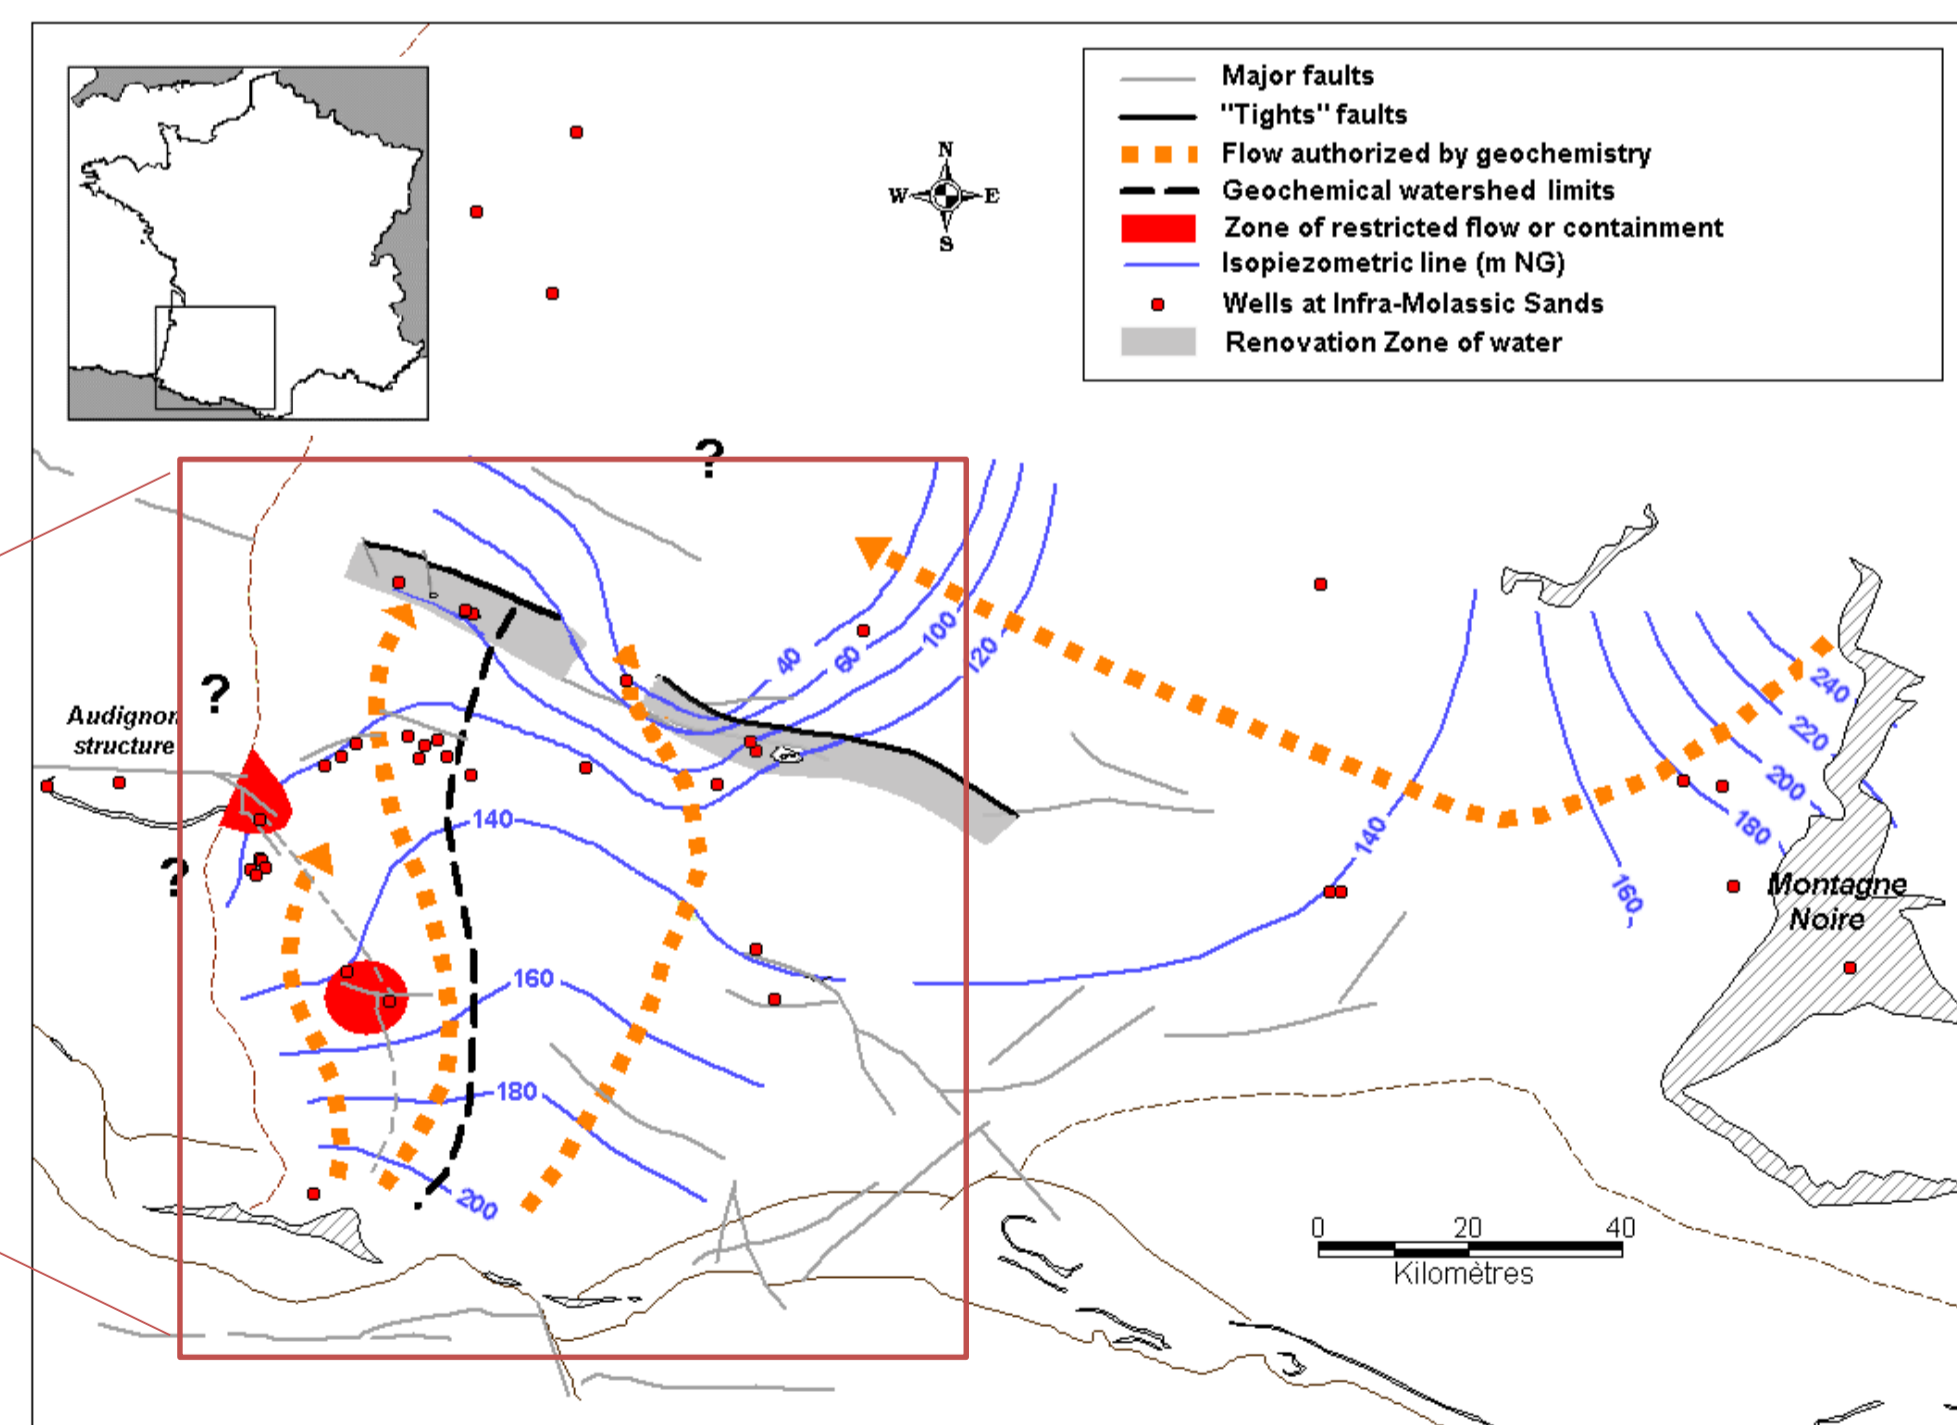 Major faults
"Tights" faults
Flow authorized by geochemistry
Geochemical watershed limits
Zone of restricted flow or containment
Isopiezometric line (m NG)
Wells at Infra-Molassic Sands
Renovation Zone of water
N
W E
S
?
40
60
100
120
?
Audignon
structure
240
220
200
180
140
140
160
?
Montagne
Noire
160
180
200
0 20 40
Kilomètres